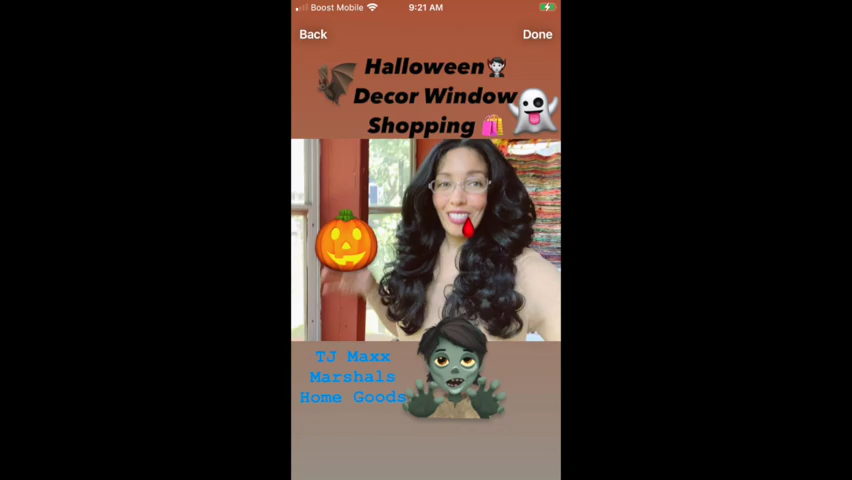 Boost Mobile
9:21 AM
Back
Done
Halloween
Decor Window
Shopping
TJ Maxx
Marshals
Home Goods